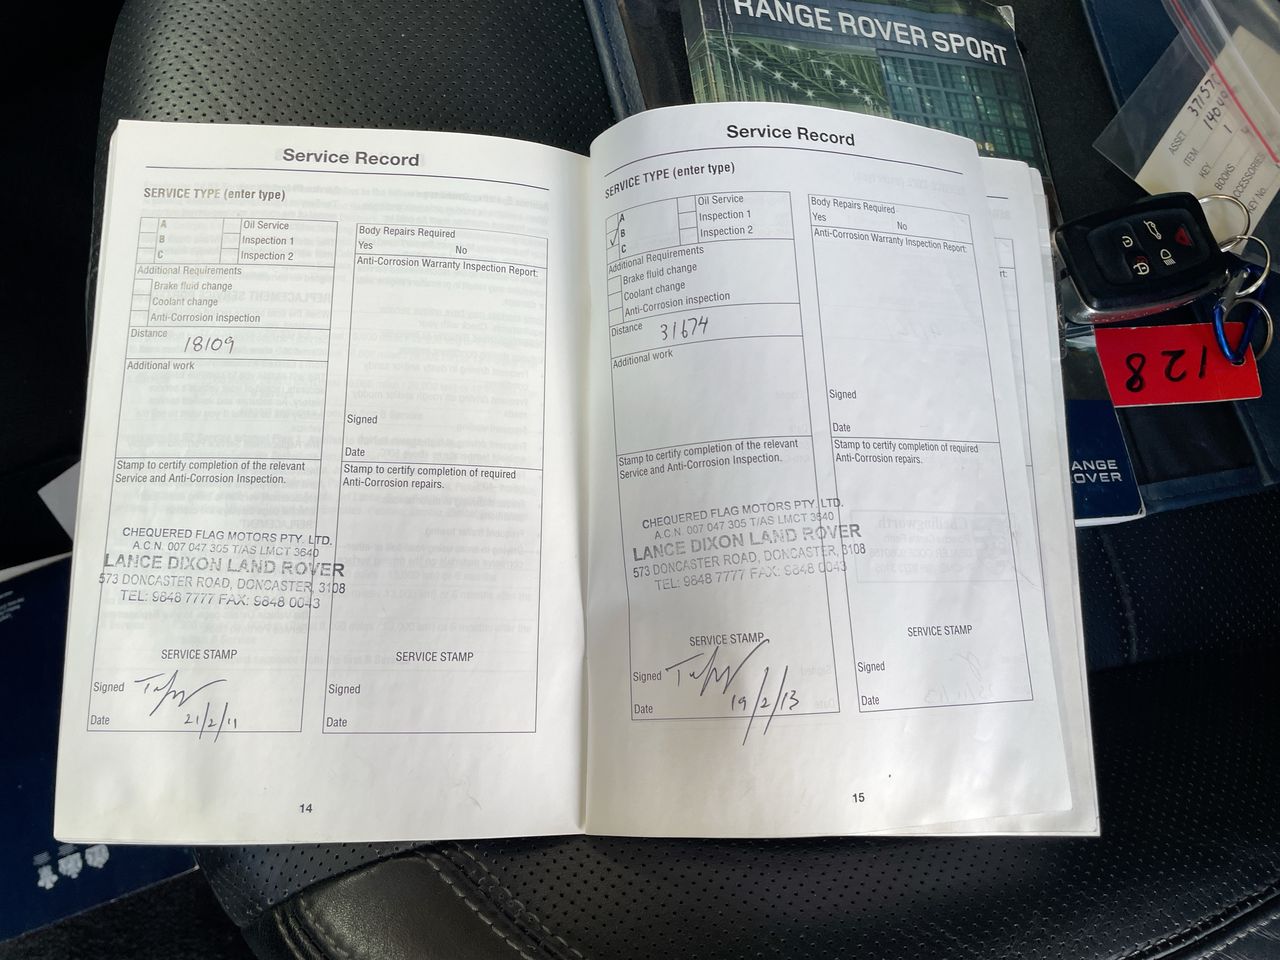 RANGE ROVER SPORT
Service Record
SERVICE TYPE (enter type)
A
B
C
Oil Service
Inspection 1
Inspection 2
Additional Requirements
Brake fluid change
Coolant change
Anti-Corrosion inspection
Distance 18109
Additional work
Stamp to certify completion of the relevant
Service and Anti-Corrosion Inspection.
CHEQUERED FLAG MOTORS PTY. LTD.
A.C.N. 007 047 305 T/AS LMCT 3640
LANCE DIXON LAND ROVER
573 DONCASTER ROAD, DONCASTER, 3108
TEL: 9848 7777 FAX: 9848 0043
SERVICE STAMP
Signed
Date 21/2/11
Body Repairs Required
Yes No
Anti-Corrosion Warranty Inspection Report:
Signed
Date
Stamp to certify completion of required
Anti-Corrosion repairs.
SERVICE STAMP
Signed
Date
14
Service Record
SERVICE TYPE (enter type)
A
B
C
Oil Service
Inspection 1
Inspection 2
Additional Requirements
Brake fluid change
Coolant change
Anti-Corrosion inspection
Distance 31674
Additional work
Stamp to certify completion of the relevant
Service and Anti-Corrosion Inspection.
CHEQUERED FLAG MOTORS PTY. LTD.
A.C.N. 007 047 305 T/AS LMCT 3640
LANCE DIXON LAND ROVER
573 DONCASTER ROAD, DONCASTER, 3108
TEL: 9848 7777 FAX: 9848 0043
SERVICE STAMP
Signed
Date 19/2/13
Body Repairs Required
Yes No
Anti-Corrosion Warranty Inspection Report:
Signed
Date
Stamp to certify completion of required
Anti-Corrosion repairs.
SERVICE STAMP
Signed
Date
15
ASSET
ITEM
KEY 1
BOOKS
128
ANGE
OVER